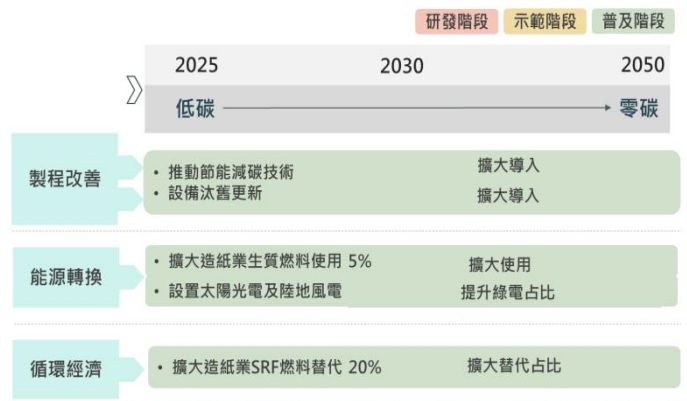 研發階段 示範階段 普及階段
2025 2030 2050
低碳 零碳
製程改善
• 推動節能減碳技術 擴大導入
• 設備汰舊更新 擴大導入
能源轉換
• 擴大造紙業生質燃料使用 5% 擴大使用
• 設置太陽光電及陸地風電 提升綠電占比
循環經濟
• 擴大造紙業SRF燃料替代 20% 擴大替代占比